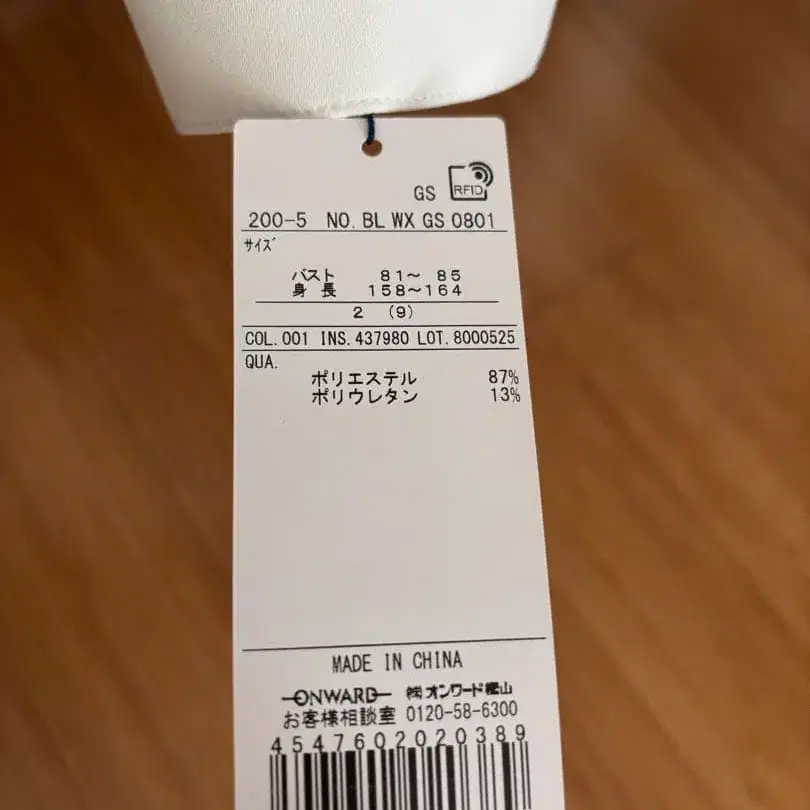 GS RFID
200-5 NO. BL WX GS 0801
サイズ
バスト 81～ 85
身長 158～164
2 (9)
COL. 001 INS. 437980 LOT. 8000525
QUA.
ポリエステル 87%
ポリウレタン 13%
MADE IN CHINA
ONWARD ㈱オンワード樫山
お客様相談室 0120-58-6300
4547602020389